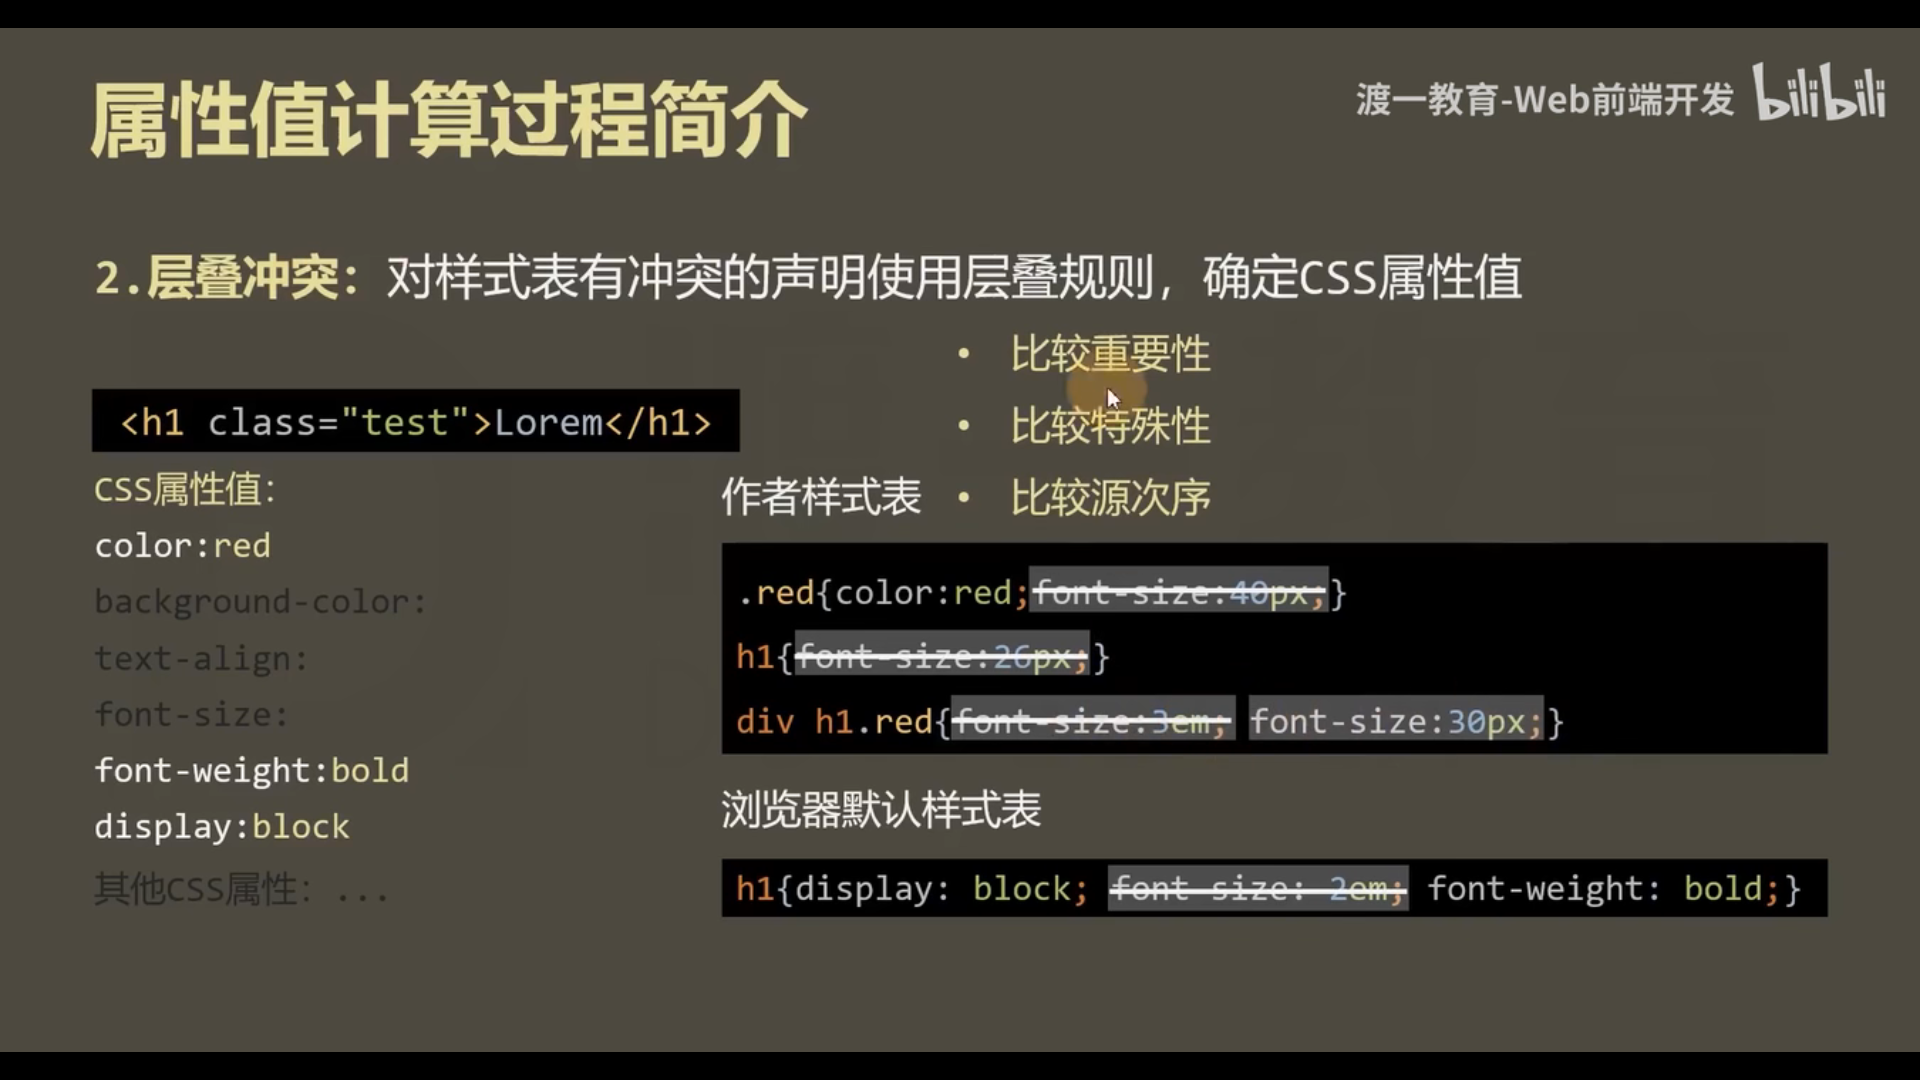 属性值计算过程简介
渡一教育-Web前端开发 bilibili
2.层叠冲突：对样式表有冲突的声明使用层叠规则，确定CSS属性值
• 比较重要性
• 比较特殊性
• 比较源次序
<h1 class="test">Lorem</h1>
CSS属性值：
color:red
background-color:
text-align:
font-size:
font-weight:bold
display:block
其他CSS属性：...
作者样式表
.red{color:red;font-size:40px;}
h1{font-size:26px;}
div h1.red{font-size:3em; font-size:30px;}
浏览器默认样式表
h1{display: block; font-size: 2em; font-weight: bold;}